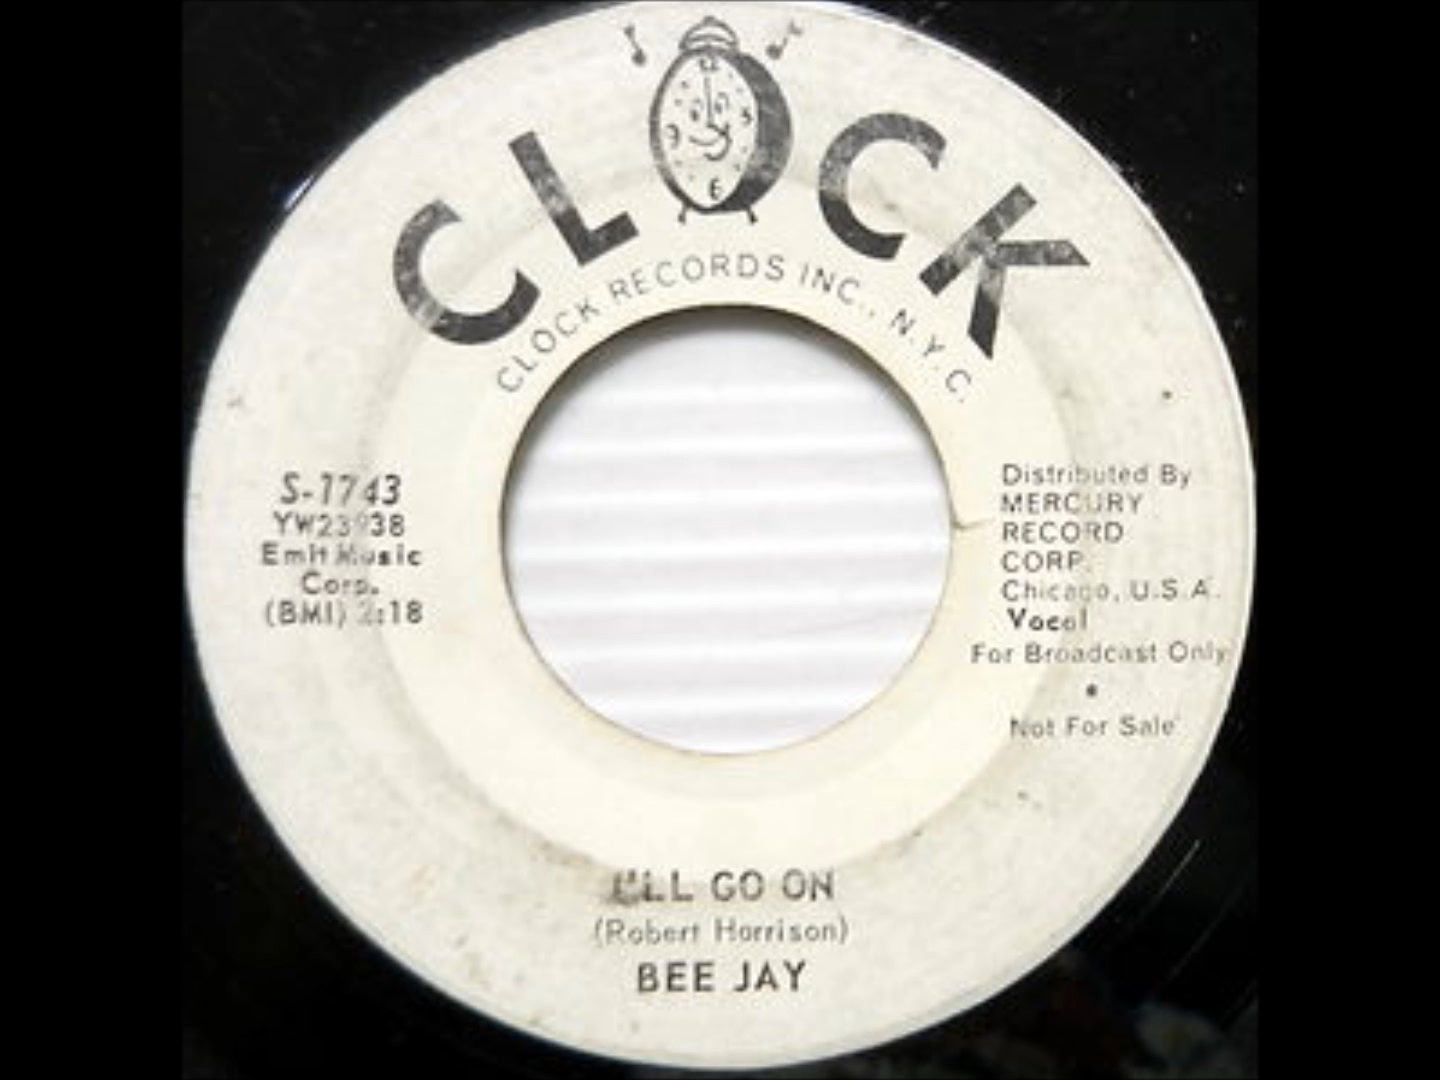 CLOCK
CLOCK RECORDS INC., N.Y.C.
S-1743
Emit Music
Corp.
(BMI) 2:18
Distributed By
MERCURY
RECORD
CORP.
Chicago, U.S.A.
Vocal
For Broadcast Only
Not For Sale
I'LL GO ON
(Robert Harrison)
BEE JAY